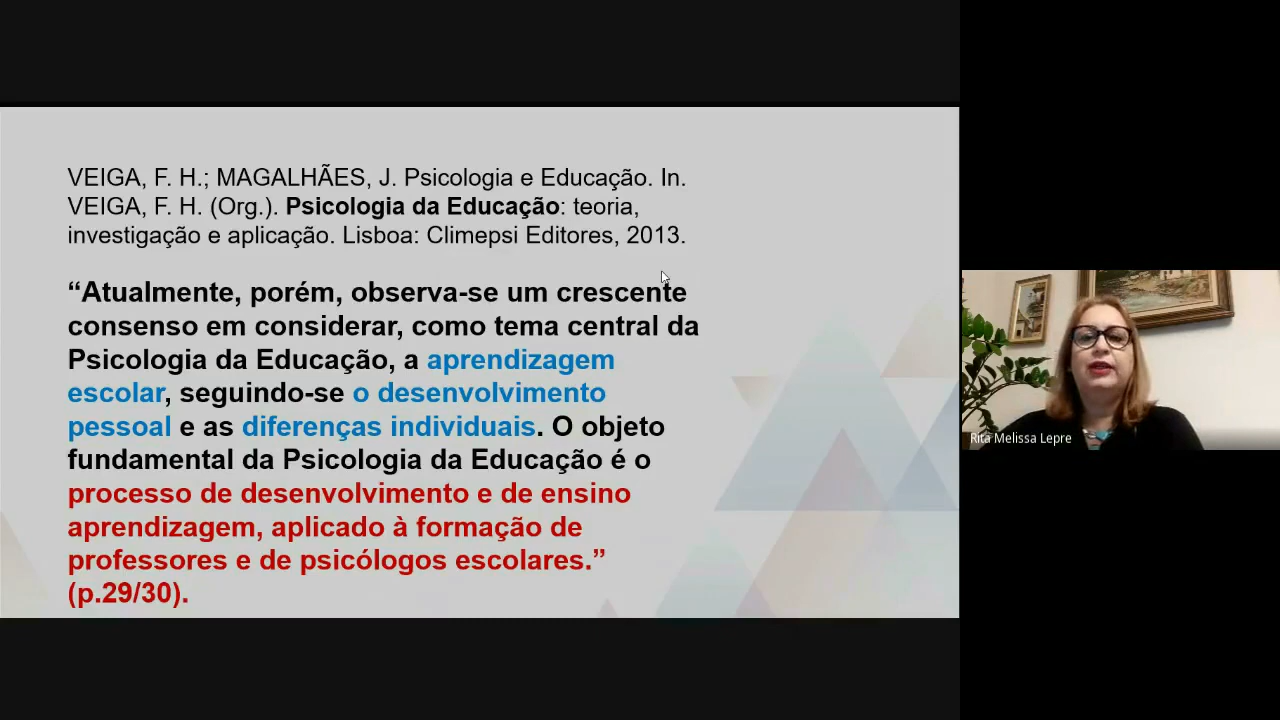 VEIGA, F. H.; MAGALHÃES, J. Psicologia e Educação. In.
VEIGA, F. H. (Org.). Psicologia da Educação: teoria,
investigação e aplicação. Lisboa: Climepsi Editores, 2013.
“Atualmente, porém, observa-se um crescente
consenso em considerar, como tema central da
Psicologia da Educação, a aprendizagem
escolar, seguindo-se o desenvolvimento
pessoal e as diferenças individuais. O objeto
fundamental da Psicologia da Educação é o
processo de desenvolvimento e de ensino
aprendizagem, aplicado à formação de
professores e de psicólogos escolares.”
(p.29/30).
Rita Melissa Lepre